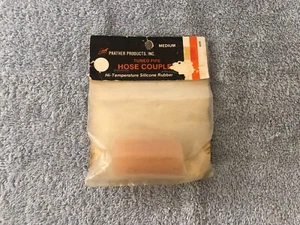 PANTHER PRODUCTS, INC.
MEDIUM
TUNED PIPE
HOSE COUPLE
Hi-Temperature Silicone Rubber